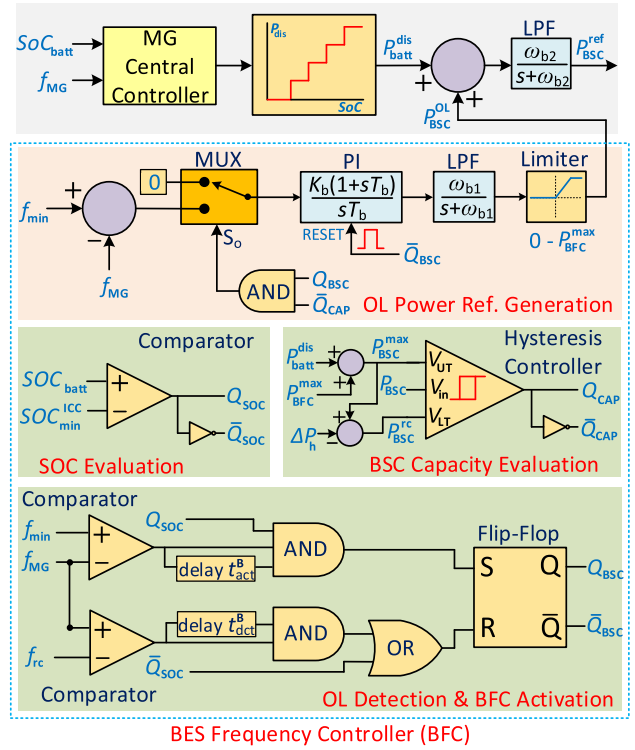 SoC_batt
f_MG
MG
Central
Controller
P_dis
SoC
P_batt^dis
+
+
P_BSC^OL
LPF
ω_b2
s+ω_b2
P_BSC^ref
MUX
PI
LPF
Limiter
f_min
+
−
f_MG
0
S_o
K_b(1+sT_b)
sT_b
RESET
Q̅_BSC
ω_b1
s+ω_b1
0 - P_BFC^max
AND
Q_BSC
Q̅_CAP
OL Power Ref. Generation
Comparator
SOC_batt
SOC_min^ICC
+
−
Q_SOC
Q̅_SOC
SOC Evaluation
Hysteresis
Controller
P_batt^dis
+
P_BFC^max
+
P_BSC^max
P_BSC
+
ΔP_h
−
P_BSC^rc
V_UT
V_in
V_LT
Q_CAP
Q̅_CAP
BSC Capacity Evaluation
Comparator
f_min
f_MG
+
−
Q_SOC
delay t_act^B
AND
Flip-Flop
S
Q
Q_BSC
R
Q̅
Q̅_BSC
+
−
f_rc
delay t_dct^B
AND
OR
Q̅_SOC
Comparator
OL Detection & BFC Activation
BES Frequency Controller (BFC)